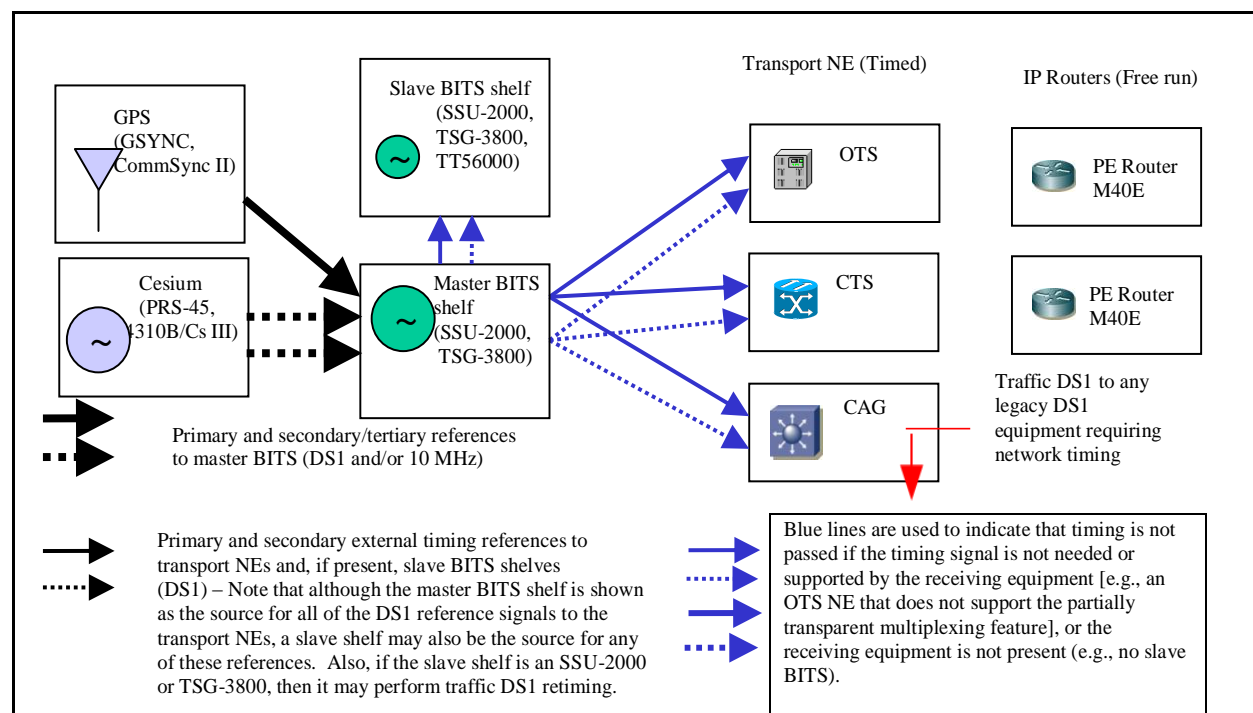 GPS
(GSYNC,
CommSync II)
Cesium
(PRS-45,
4310B/Cs III)
~
Slave BITS shelf
(SSU-2000,
TSG-3800,
TT56000)
~
Master BITS
shelf
(SSU-2000,
TSG-3800)
~
Transport NE (Timed)
OTS
CTS
CAG
IP Routers (Free run)
PE Router
M40E
PE Router
M40E
Traffic DS1 to any
legacy DS1
equipment requiring
network timing
Primary and secondary/tertiary references
to master BITS (DS1 and/or 10 MHz)
Primary and secondary external timing references to
transport NEs and, if present, slave BITS shelves
(DS1) – Note that although the master BITS shelf is shown
as the source for all of the DS1 reference signals to the
transport NEs, a slave shelf may also be the source for any
of these references.  Also, if the slave shelf is an SSU-2000
or TSG-3800, then it may perform traffic DS1 retiming.
Blue lines are used to indicate that timing is not
passed if the timing signal is not needed or
supported by the receiving equipment [e.g., an
OTS NE that does not support the partially
transparent multiplexing feature], or the
receiving equipment is not present (e.g., no slave
BITS).